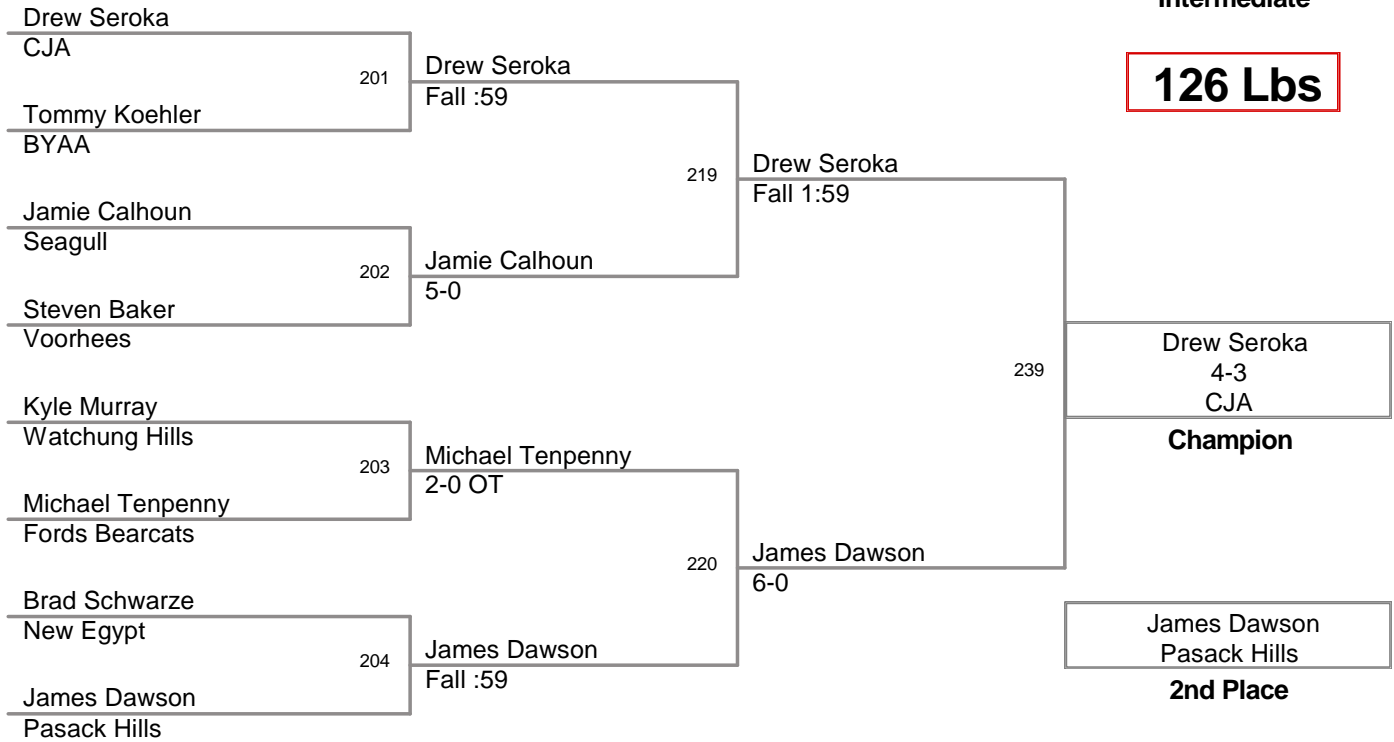 Intermediate
126 Lbs
Drew Seroka
CJA
201
Drew Seroka
Fall :59
Tommy Koehler
BYAA
219
Drew Seroka
Fall 1:59
Jamie Calhoun
Seagull
202
Jamie Calhoun
5-0
Steven Baker
Voorhees
239
Drew Seroka
4-3
CJA
Champion
Kyle Murray
Watchung Hills
203
Michael Tenpenny
2-0 OT
Michael Tenpenny
Fords Bearcats
220
James Dawson
6-0
Brad Schwarze
New Egypt
204
James Dawson
Fall :59
James Dawson
Pasack Hills
James Dawson
Pasack Hills
2nd Place